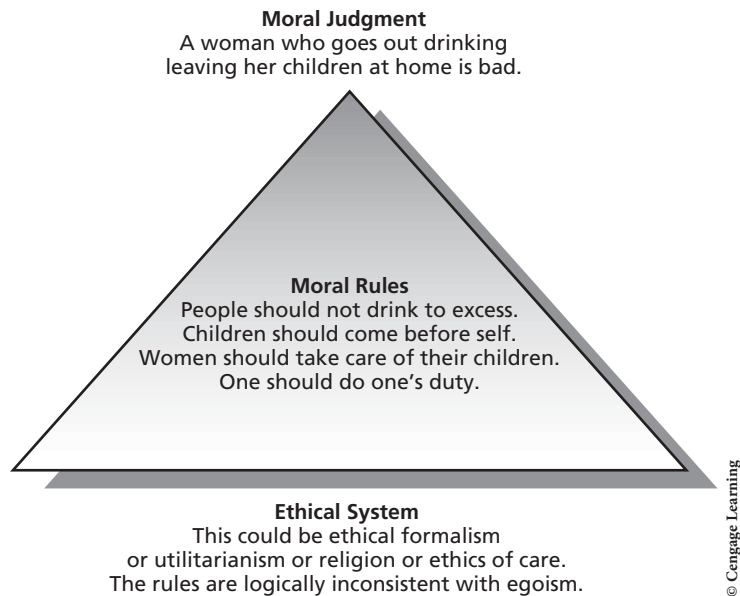 Moral Judgment
A woman who goes out drinking
leaving her children at home is bad.
Moral Rules
People should not drink to excess.
Children should come before self.
Women should take care of their children.
One should do one's duty.
Ethical System
This could be ethical formalism
or utilitarianism or religion or ethics of care.
The rules are logically inconsistent with egoism.
© Cengage Learning